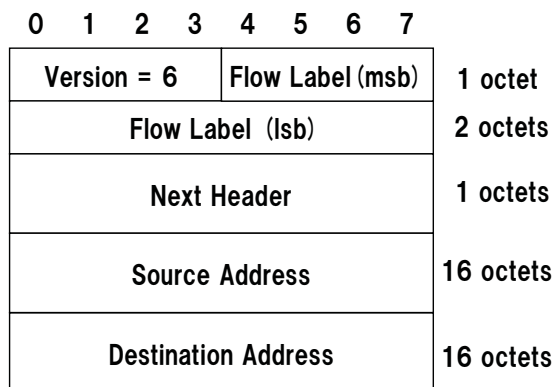 0 1 2 3 4 5 6 7
Version = 6 Flow Label (msb) 1 octet
Flow Label (lsb) 2 octets
Next Header 1 octets
Source Address 16 octets
Destination Address 16 octets